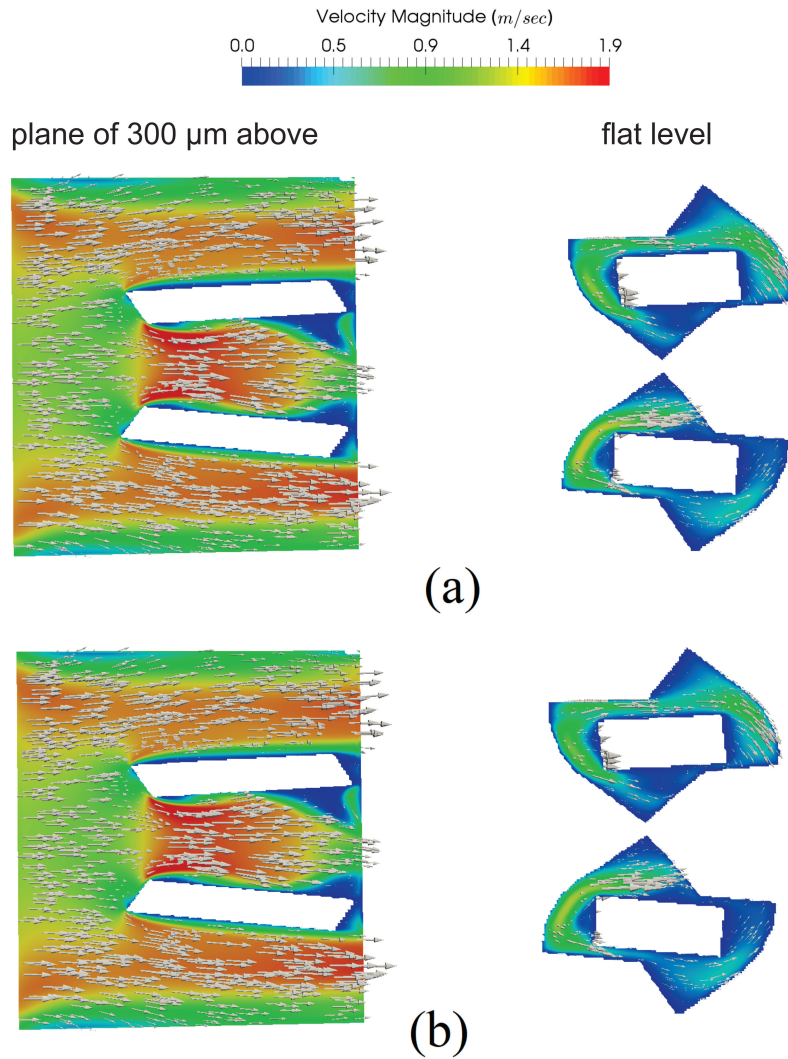 Velocity Magnitude (m/sec)
0.0 0.5 0.9 1.4 1.9
plane of 300 µm above flat level
(a)
(b)